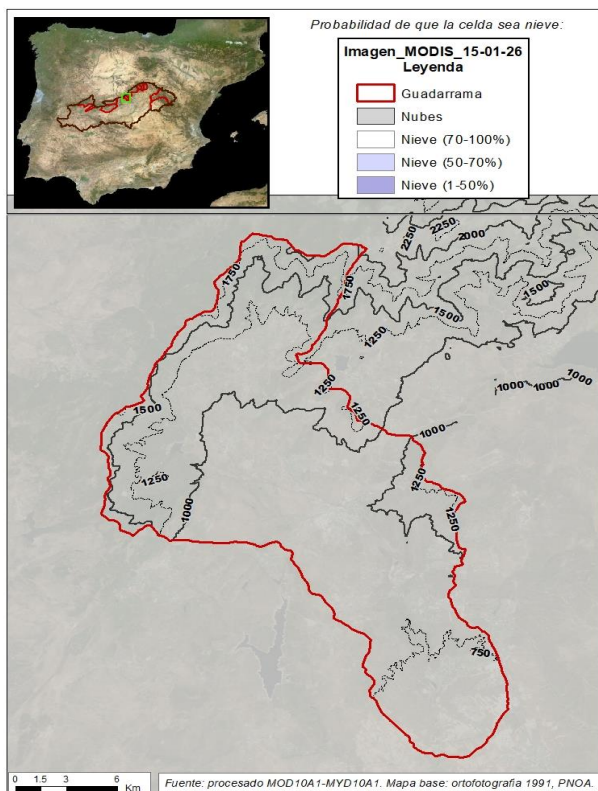 Probabilidad de que la celda sea nieve:
Imagen_MODIS_15-01-26
Leyenda
Guadarrama
Nubes
Nieve (70-100%)
Nieve (50-70%)
Nieve (1-50%)
2250
2250
2000
1750
1750
1500
1500
1250
1250
1000
1000
1000
1500
1250
1000
1250
1250
1000
1250
1250
750
0 1.5 3 6
Km
Fuente: procesado MOD10A1-MYD10A1. Mapa base: ortofotografia 1991, PNOA.